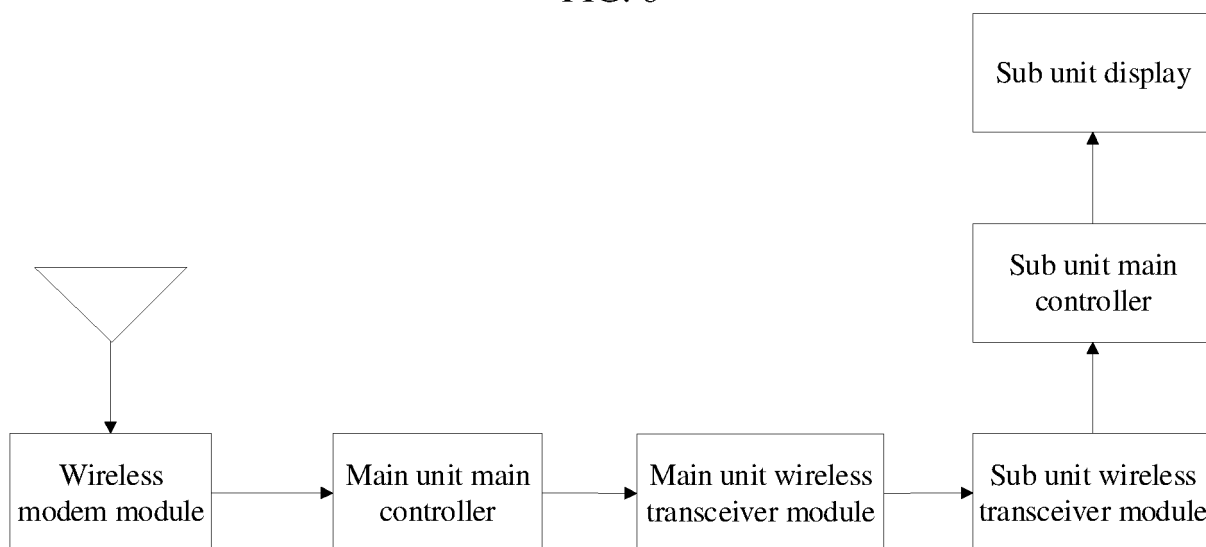 Sub unit display
Sub unit main
controller
Wireless
modem module
Main unit main
controller
Main unit wireless
transceiver module
Sub unit wireless
transceiver module